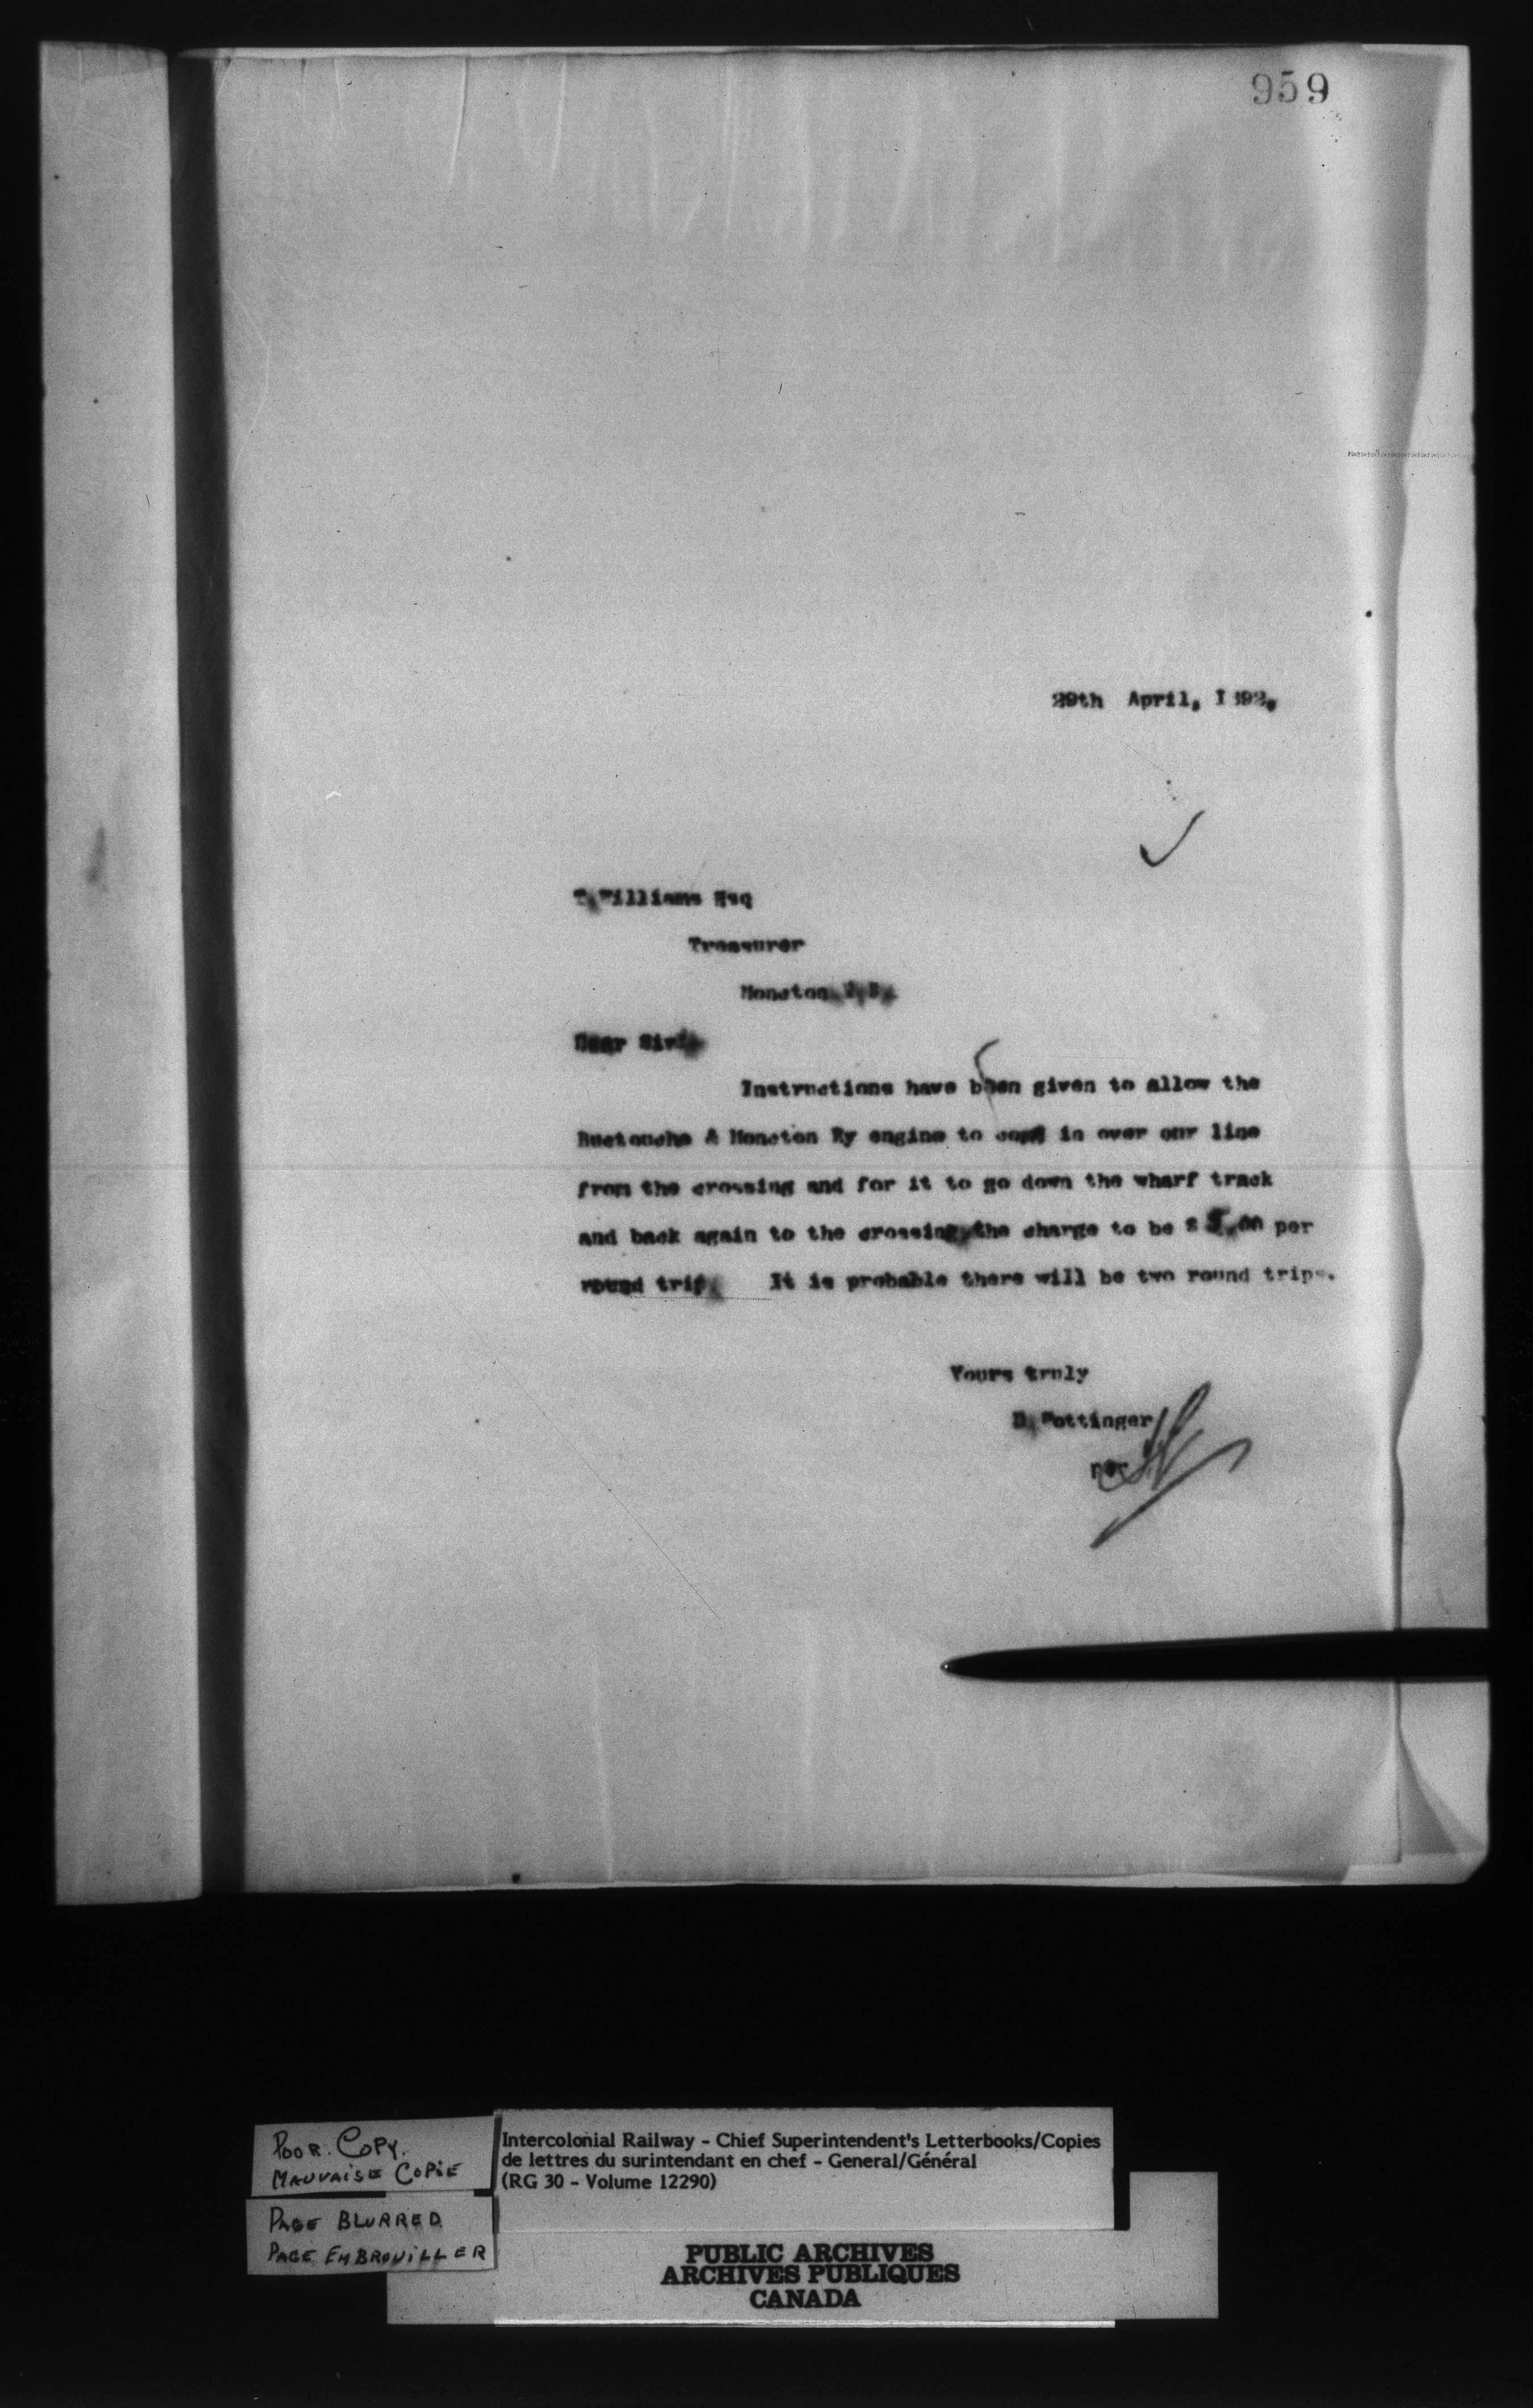 959
29th April, I892.
T. Williams Esq
Treasurer
Moncton N.B.
Dear Sir:-
Instructions have been given to allow the
Buctouche & Moncton Ry engine to come in over our line
from the crossing and for it to go down the wharf track
and back again to the crossing, the charge to be $ 5.00 per
round trip. It is probable there will be two round trips.
Yours truly
D. Pottinger
per
POOR. COPY.
MAUVAISE COPIE
PAGE BLURRED
PAGE EMBROUILLER
Intercolonial Railway - Chief Superintendent's Letterbooks/Copies
de lettres du surintendant en chef - General/Général
(RG 30 - Volume 12290)
PUBLIC ARCHIVES
ARCHIVES PUBLIQUES
CANADA